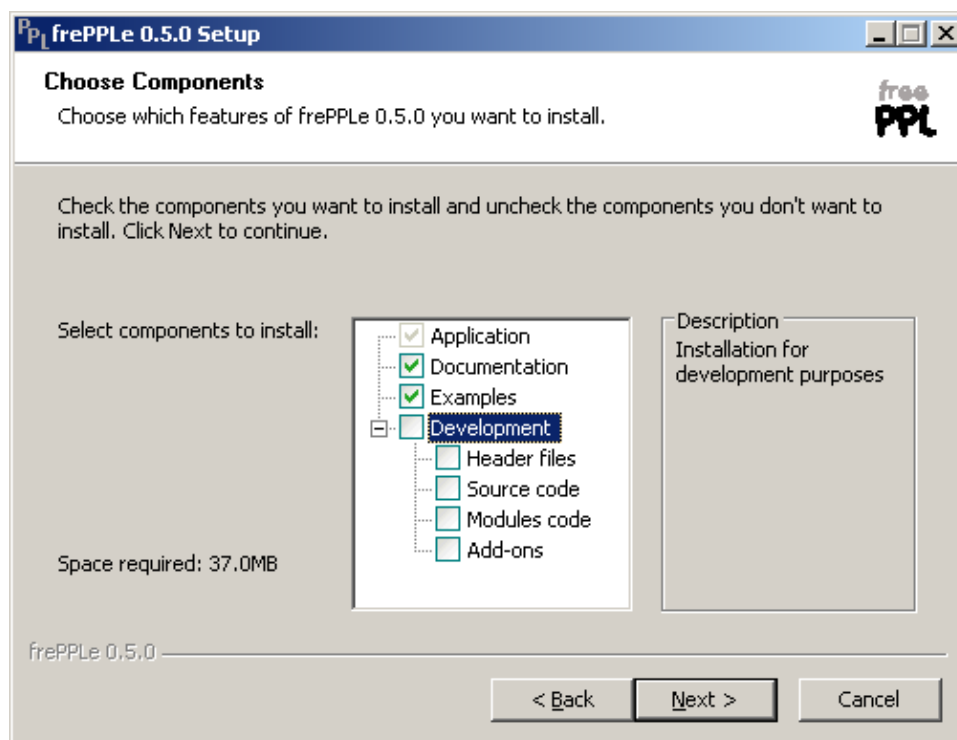 PPL frePPLe 0.5.0 Setup
Choose Components
Choose which features of frePPLe 0.5.0 you want to install.
free
PPL
Check the components you want to install and uncheck the components you don't want to
install. Click Next to continue.
Select components to install:
Application
Documentation
Examples
Development
Header files
Source code
Modules code
Add-ons
Description
Installation for
development purposes
Space required: 37.0MB
frePPLe 0.5.0
< Back
Next >
Cancel